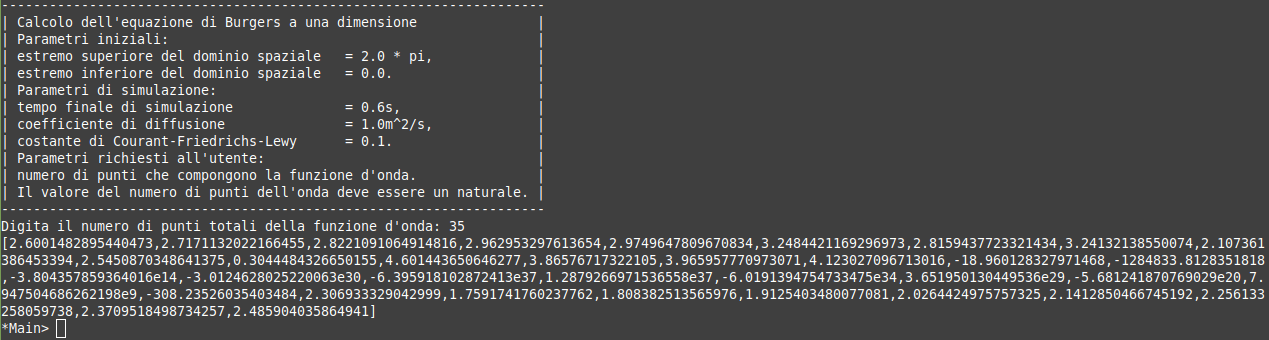 --------------------------------------------------------------------
| Calcolo dell'equazione di Burgers a una dimensione               |
| Parametri iniziali:                                              |
| estremo superiore del dominio spaziale   = 2.0 * pi,             |
| estremo inferiore del dominio spaziale   = 0.0.                  |
| Parametri di simulazione:                                        |
| tempo finale di simulazione              = 0.6s,                 |
| coefficiente di diffusione               = 1.0m^2/s,             |
| costante di Courant-Friedrichs-Lewy      = 0.1.                  |
| Parametri richiesti all'utente:                                  |
| numero di punti che compongono la funzione d'onda.               |
| Il valore del numero di punti dell'onda deve essere un naturale. |
--------------------------------------------------------------------
Digita il numero di punti totali della funzione d'onda: 35
[2.6001482895440473,2.7171132022166455,2.8221091064914816,2.962953297613654,2.9749647809670834,3.2484421169296973,2.8159437723321434,3.24132138550074,2.107361
386453394,2.5450870348641375,0.3044484326650155,4.601443650646277,3.86576717322105,3.965957770973071,4.123027096713016,-18.960128327971468,-1284833.8128351818
,-3.804357859364016e14,-3.0124628025220063e30,-6.395918102872413e37,1.2879266971536558e37,-6.0191394754733475e34,3.651950130449536e29,-5.681241870769029e20,7.
947504686262198e9,-308.23526035403484,2.306933329042999,1.7591741760237762,1.808382513565976,1.9125403480077081,2.0264424975757325,2.1412850466745192,2.256133
258059738,2.3709518498734257,2.485904035864941]
*Main>